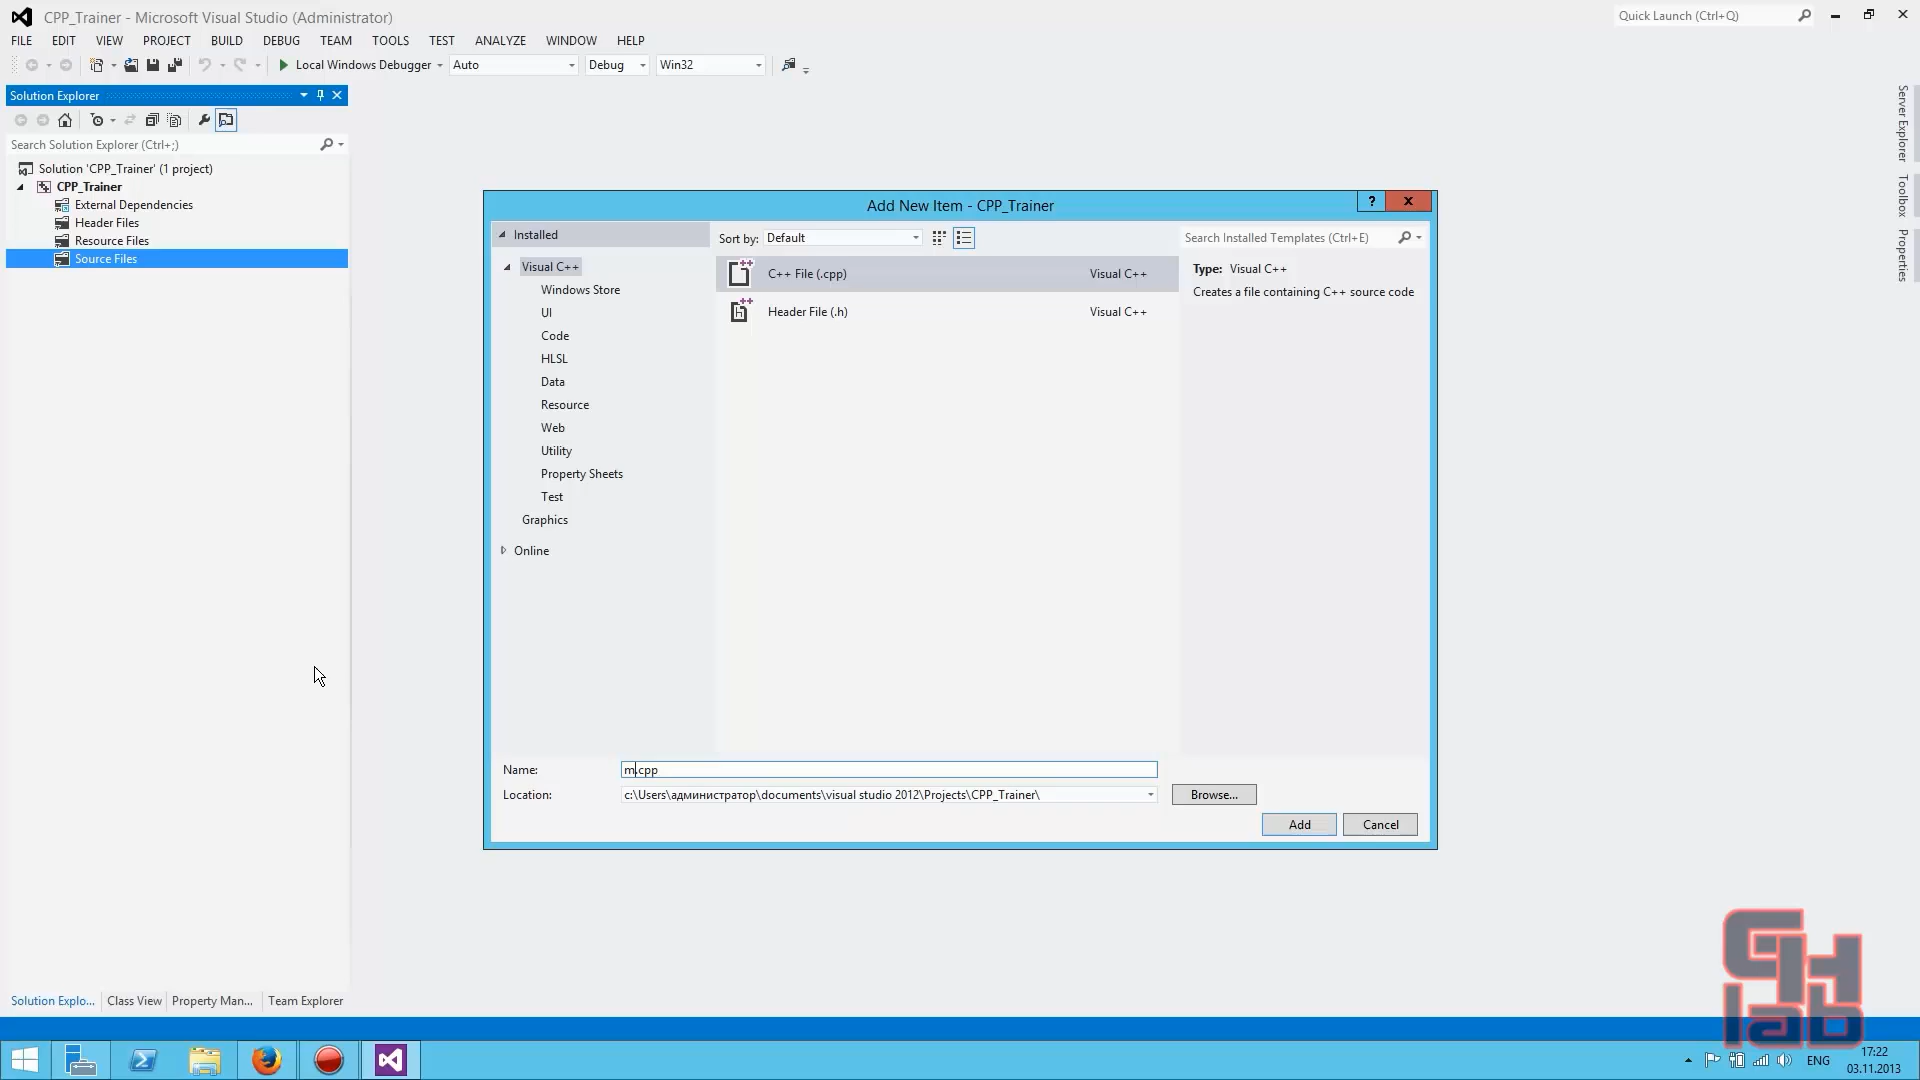 CPP_Trainer - Microsoft Visual Studio (Administrator)
Quick Launch (Ctrl+Q)
FILE EDIT VIEW PROJECT BUILD DEBUG TEAM TOOLS TEST ANALYZE WINDOW HELP
Local Windows Debugger Auto Debug Win32
Solution Explorer
Search Solution Explorer (Ctrl+;)
Solution 'CPP_Trainer' (1 project)
CPP_Trainer
External Dependencies
Header Files
Resource Files
Source Files
Add New Item - CPP_Trainer
?
Installed
Sort by: Default
Search Installed Templates (Ctrl+E)
Visual C++
Windows Store
UI
Code
HLSL
Data
Resource
Web
Utility
Property Sheets
Test
Graphics
Online
C++ File (.cpp) Visual C++
Header File (.h) Visual C++
Type: Visual C++
Creates a file containing C++ source code
Name: m.cpp
Location: c:\Users\администратор\documents\visual studio 2012\Projects\CPP_Trainer\
Browse...
Add Cancel
Server Explorer
Toolbox
Properties
Solution Explo... Class View Property Man... Team Explorer
lab
ENG
17:22
03.11.2013